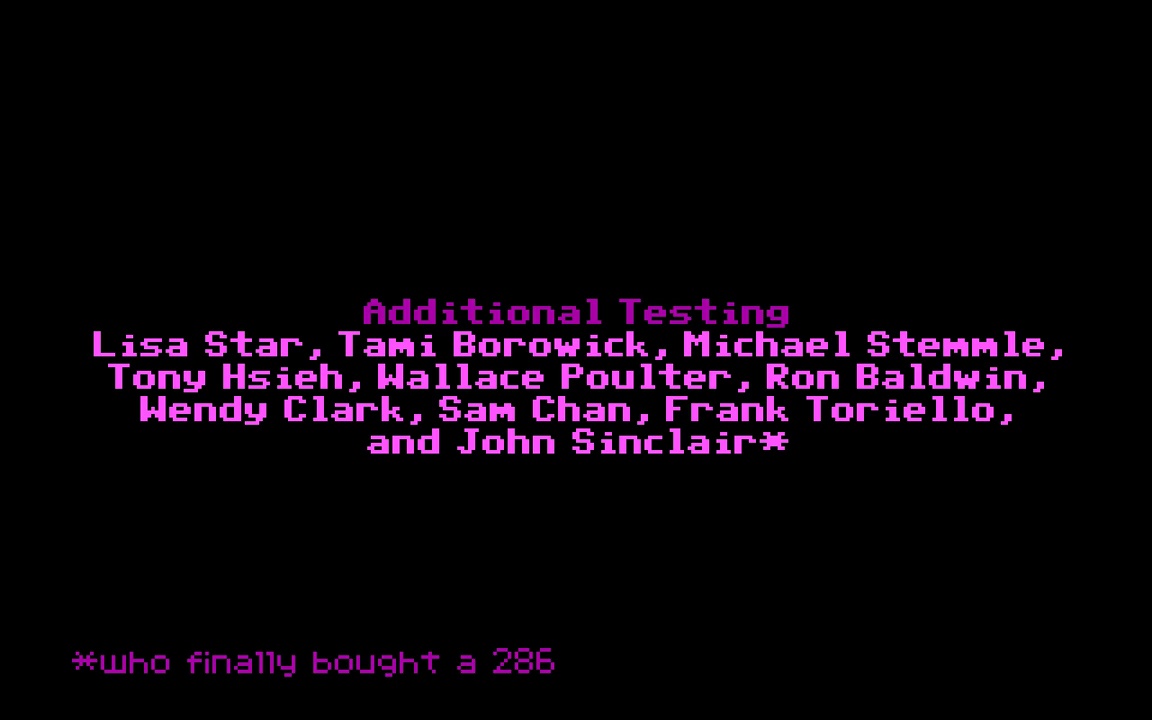 Additional Testing
Lisa Star, Tami Borowick, Michael Stemmle,
Tony Hsieh, Wallace Poulter, Ron Baldwin,
Wendy Clark, Sam Chan, Frank Toriello,
and John Sinclair*
*who finally bought a 286